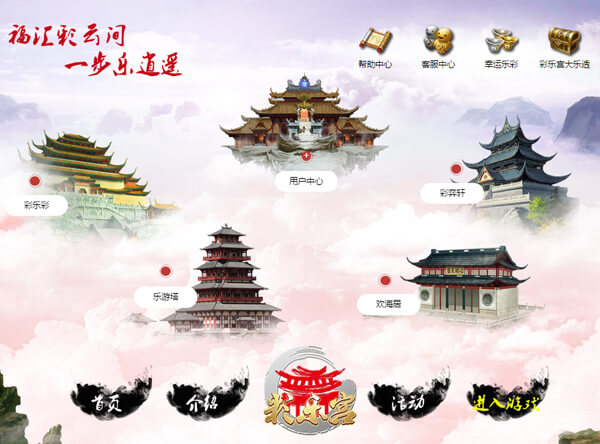 福汇彩云间
一步乐逍遥
帮助中心
客服中心
幸运乐彩
彩乐宫大乐透
用户中心
彩弈轩
彩乐彩
乐游塔
欢海居
首页
介绍
彩乐宫
活动
进入游戏